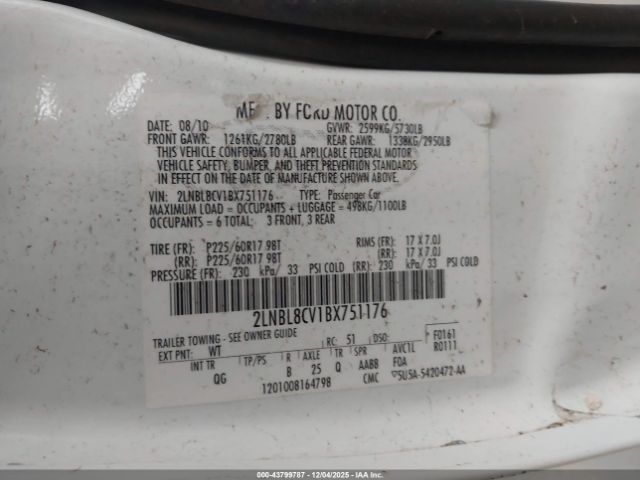 MF BY FORD MOTOR CO.
DATE: 08/10 GVWR: 2599KG/5730LB
FRONT GAWR: 1261KG/2780LB REAR GAWR: 1338KG/2950LB
THIS VEHICLE CONFORMS TO ALL APPLICABLE FEDERAL MOTOR
VEHICLE SAFETY, BUMPER, AND THEFT PREVENTION STANDARDS
IN EFFECT ON THE DATE OF MANUFACTURE SHOWN ABOVE.
VIN: 2LNBL8CV1BX751176 TYPE: Passenger Car
MAXIMUM LOAD = OCCUPANTS + LUGGAGE = 498KG/1100LB
OCCUPANTS = 6 TOTAL: 3 FRONT, 3 REAR
TIRE (FR): P225/60R17 98T RIMS (FR): 17 X 7.0J
(RR): P225/60R17 98T (RR): 17 X 7.0J
PRESSURE (FR): 230 kPa/ 33 PSI COLD (RR): 230 kPa/ 33 PSI COLD
2LNBL8CV1BX751176
TRAILER TOWING - SEE OWNER GUIDE
EXT PNT: WT RC: 51 DSO: F0161
INT TR TP/PS R AXLE TR SPR AVCTL R0111
QG B 25 Q AABB FOA
1201008164798 CMC 5U5A-5420472-AA
000-43799787 - 12/04/2025 - IAA Inc.